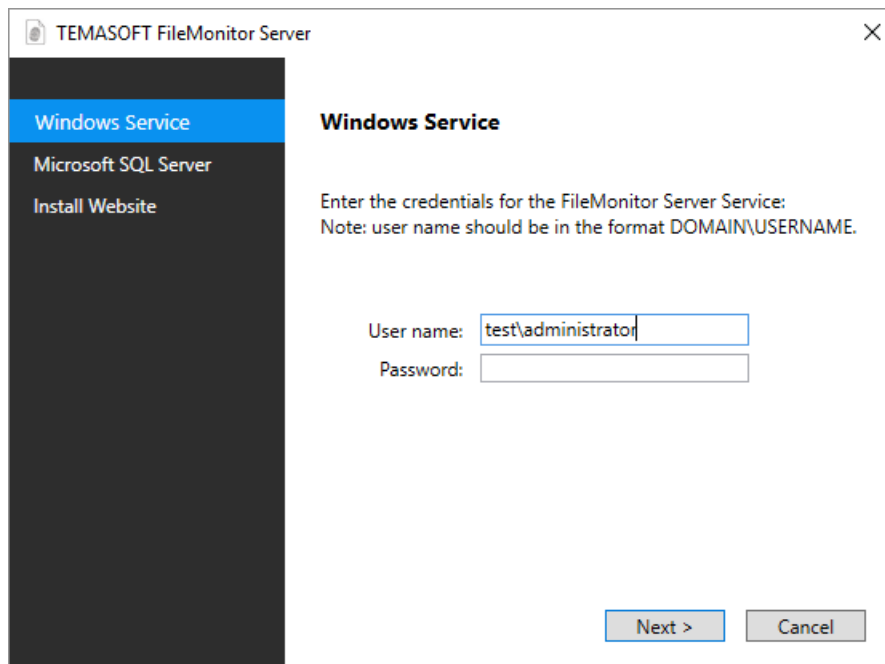 TEMASOFT FileMonitor Server
Windows Service
Microsoft SQL Server
Install Website
Windows Service
Enter the credentials for the FileMonitor Server Service:
Note: user name should be in the format DOMAIN\USERNAME.
User name: test\administrator
Password:
Next > Cancel